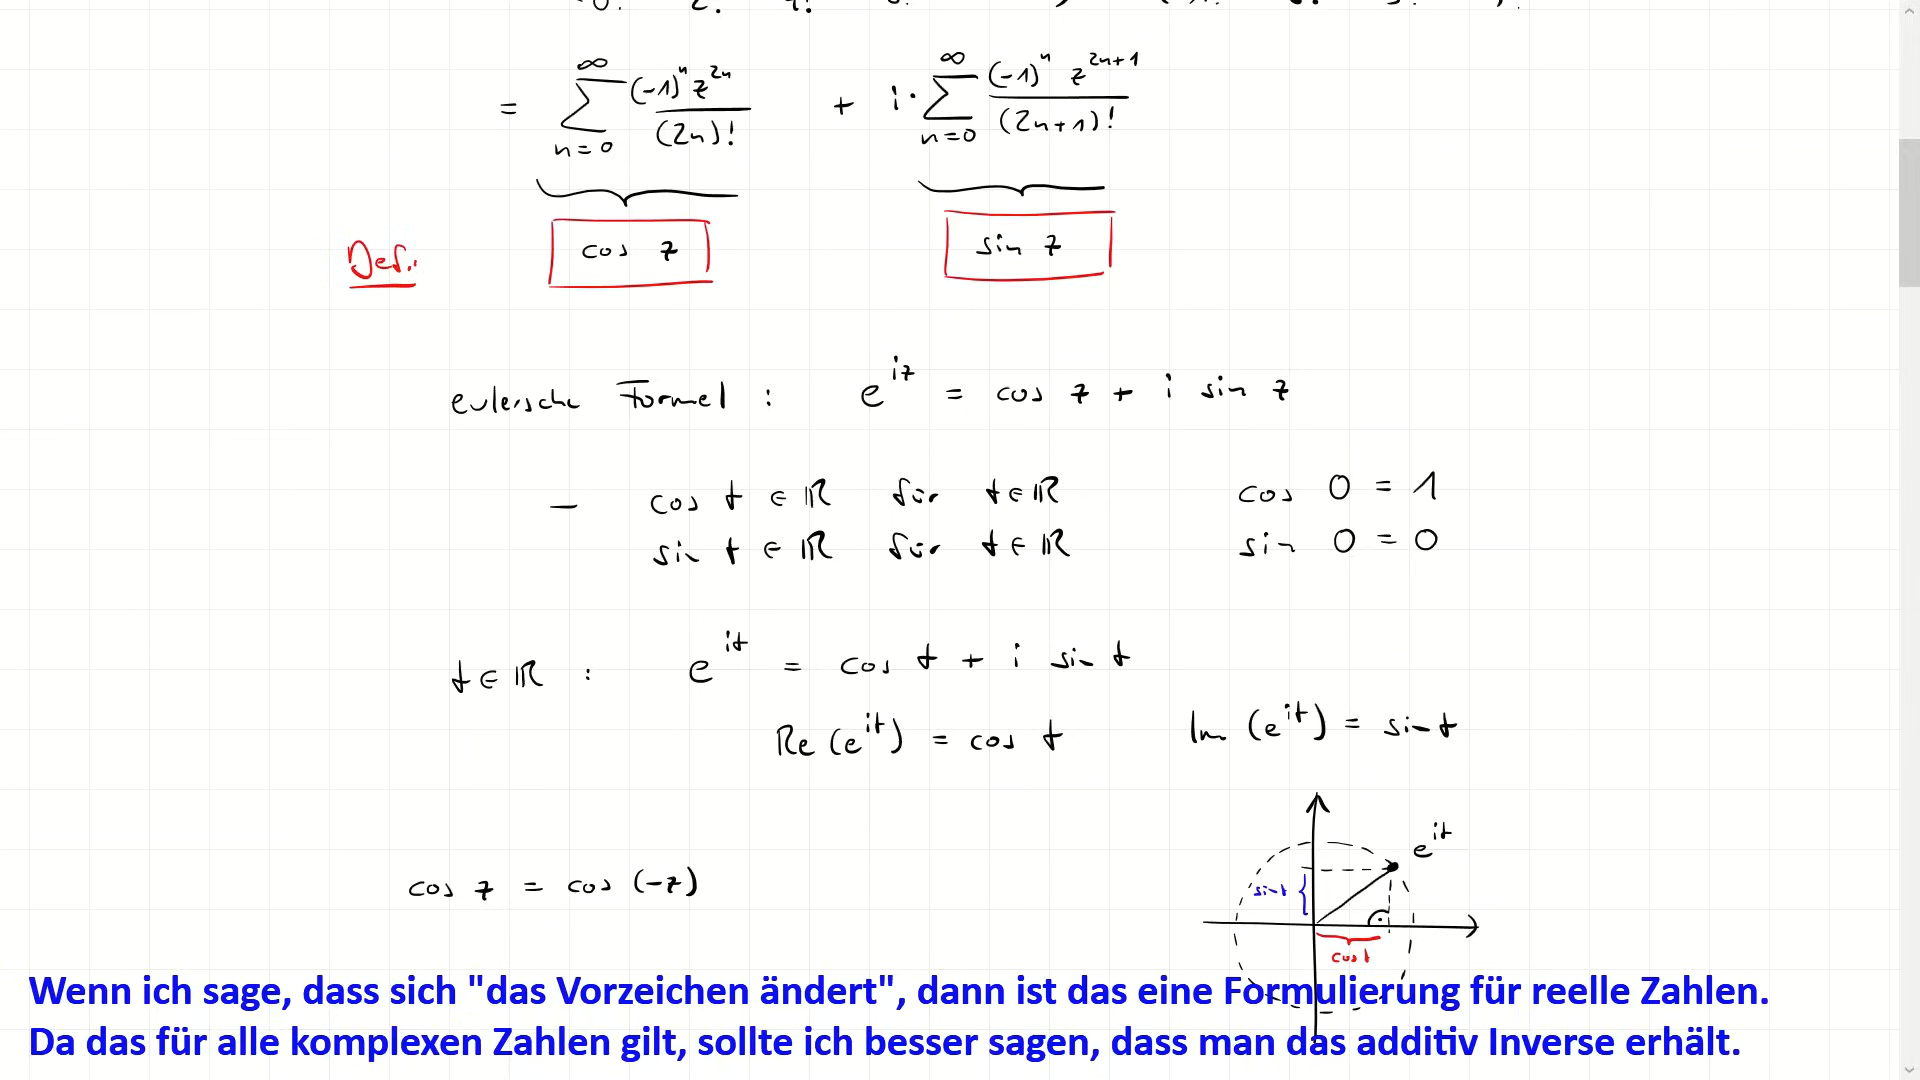 = ∑_{n=0}^{∞} (-1)^n z^{2n} / (2n)! + i · ∑_{n=0}^{∞} (-1)^n z^{2n+1} / (2n+1)!
Def.: cos z sin z
eulersche Formel : e^{iz} = cos z + i sin z
– cos t ∈ ℝ für t ∈ ℝ cos 0 = 1
sin t ∈ ℝ für t ∈ ℝ sin 0 = 0
t ∈ ℝ : e^{it} = cos t + i sin t
Re (e^{it}) = cos t Im (e^{it}) = sin t
e^{it}
cos z = cos (-z)
sin t
cos t
Wenn ich sage, dass sich "das Vorzeichen ändert", dann ist das eine Formulierung für reelle Zahlen.
Da das für alle komplexen Zahlen gilt, sollte ich besser sagen, dass man das additiv Inverse erhält.